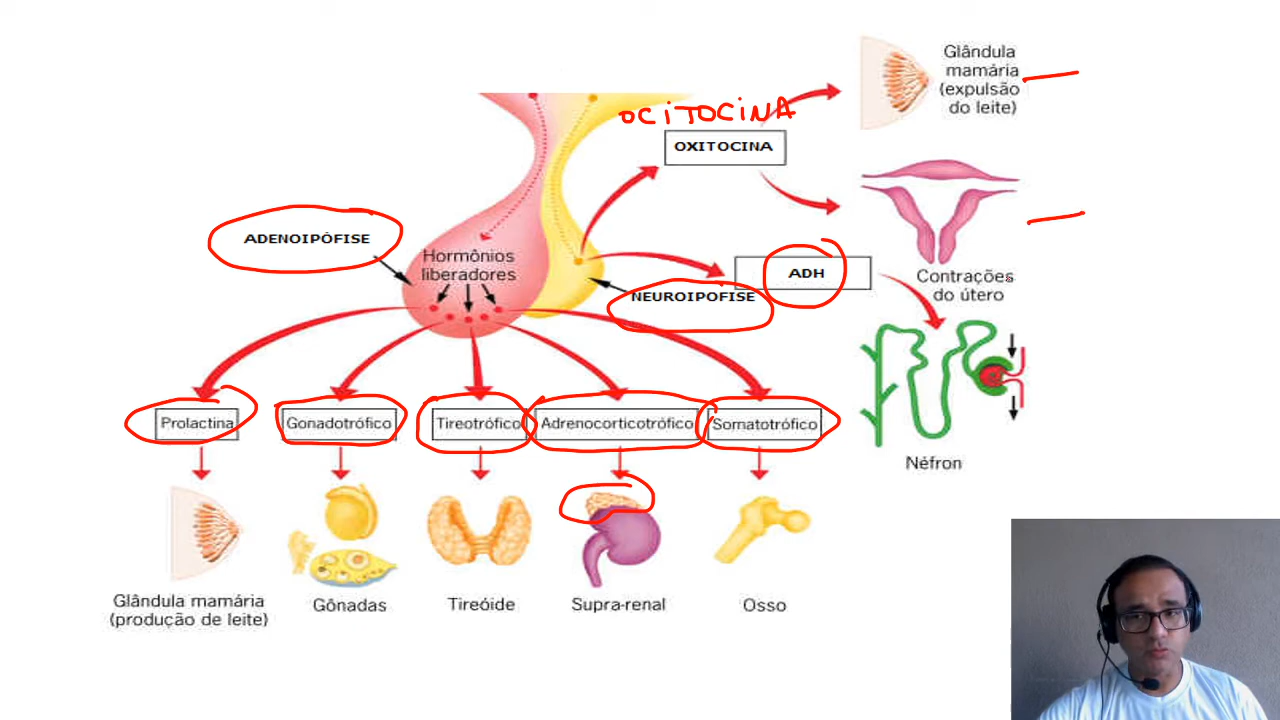 Glândula
mamária
(expulsão
do leite)
OCITOCINA
OXITOCINA
ADENOIPÓFISE
Hormônios
liberadores
ADH
NEUROIPOFISE
Contrações
do útero
Prolactina
Gonadotrófico
Tireotrófico
Adrenocorticotrófico
Somatotrófico
Néfron
Glândula mamária
(produção de leite)
Gônadas
Tireóide
Supra-renal
Osso